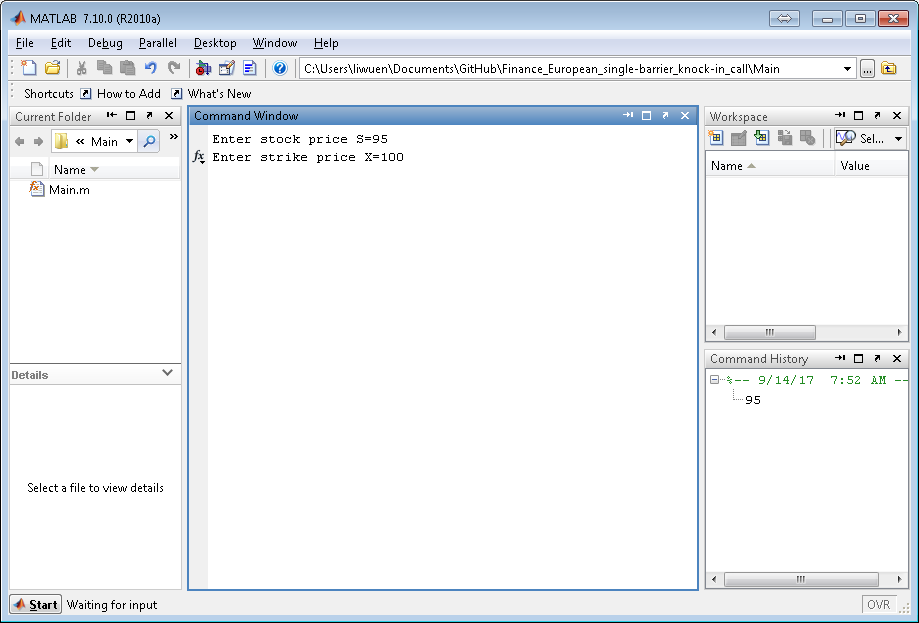 MATLAB 7.10.0 (R2010a)
File Edit Debug Parallel Desktop Window Help
C:\Users\liwuen\Documents\GitHub\Finance_European_single-barrier_knock-in_call\Main
...
Shortcuts How to Add What's New
Current Folder
« Main »
Name
Main.m
Details
Select a file to view details
Command Window
Enter stock price S=95
fx Enter strike price X=100
Workspace
Sel...
Name Value
Command History
%-- 9/14/17 7:52 AM --
95
Start Waiting for input
OVR